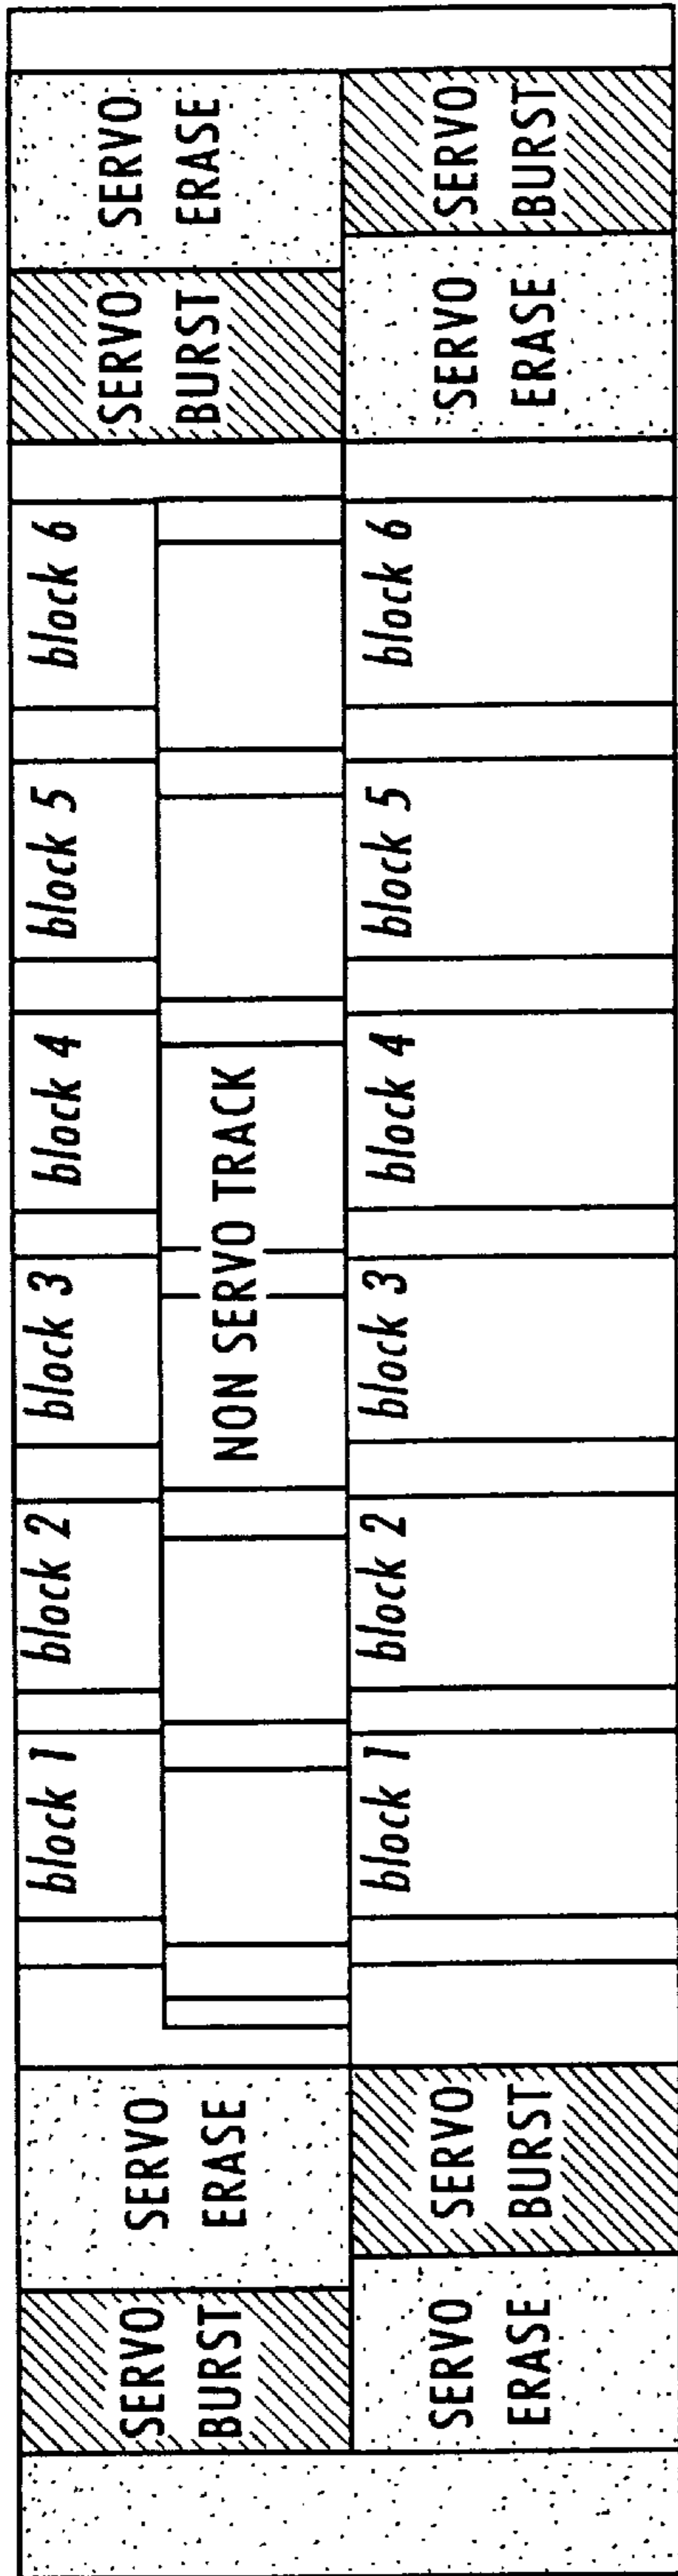 SERVO
BURST
SERVO
ERASE
block 1
block 2
block 3
block 4
block 5
block 6
SERVO
BURST
SERVO
ERASE
NON SERVO TRACK
SERVO
ERASE
SERVO
BURST
block 1
block 2
block 3
block 4
block 5
block 6
SERVO
ERASE
SERVO
BURST